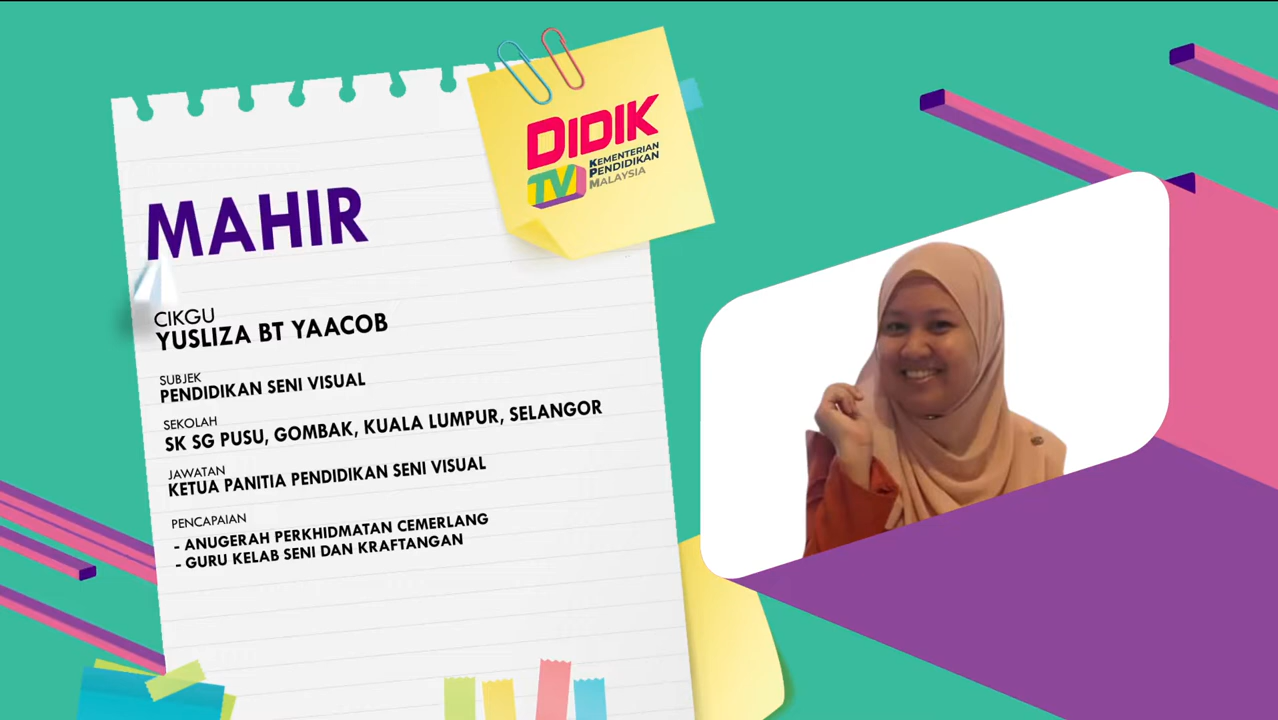 DIDIK
TV
KEMENTERIAN
PENDIDIKAN
MALAYSIA
MAHIR
CIKGU
YUSLIZA BT YAACOB
SUBJEK
PENDIDIKAN SENI VISUAL
SEKOLAH
SK SG PUSU, GOMBAK, KUALA LUMPUR, SELANGOR
JAWATAN
KETUA PANITIA PENDIDIKAN SENI VISUAL
PENCAPAIAN
- ANUGERAH PERKHIDMATAN CEMERLANG
- GURU KELAB SENI DAN KRAFTANGAN